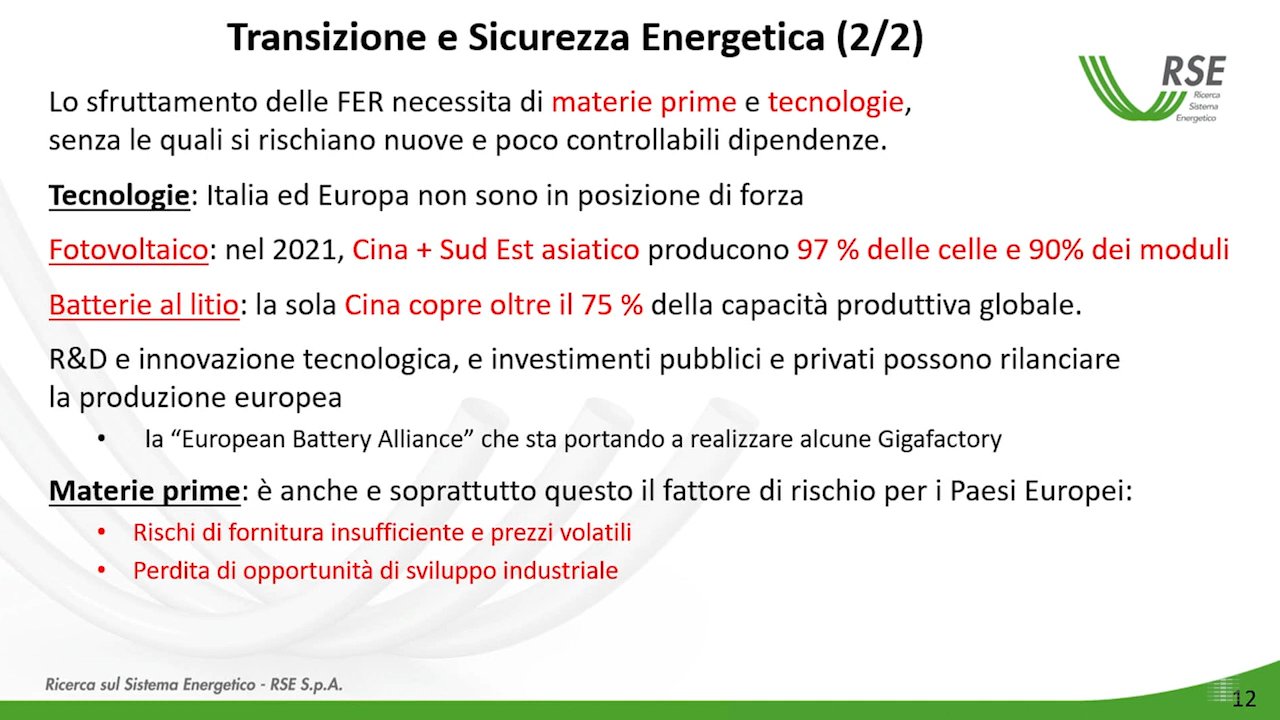 Transizione e Sicurezza Energetica (2/2)
RSE
Ricerca
Sistema
Energetico
Lo sfruttamento delle FER necessita di materie prime e tecnologie,
senza le quali si rischiano nuove e poco controllabili dipendenze.
Tecnologie: Italia ed Europa non sono in posizione di forza
Fotovoltaico: nel 2021, Cina + Sud Est asiatico producono 97 % delle celle e 90% dei moduli
Batterie al litio: la sola Cina copre oltre il 75 % della capacità produttiva globale.
R&D e innovazione tecnologica, e investimenti pubblici e privati possono rilanciare
la produzione europea
• la “European Battery Alliance” che sta portando a realizzare alcune Gigafactory
Materie prime: è anche e soprattutto questo il fattore di rischio per i Paesi Europei:
• Rischi di fornitura insufficiente e prezzi volatili
• Perdita di opportunità di sviluppo industriale
Ricerca sul Sistema Energetico - RSE S.p.A.
12